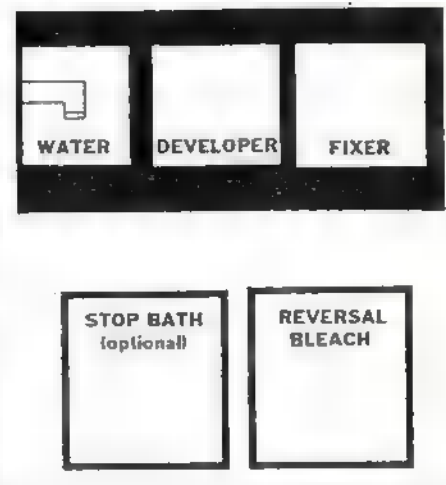 WATER
DEVELOPER
FIXER
STOP BATH
(optional)
REVERSAL
BLEACH